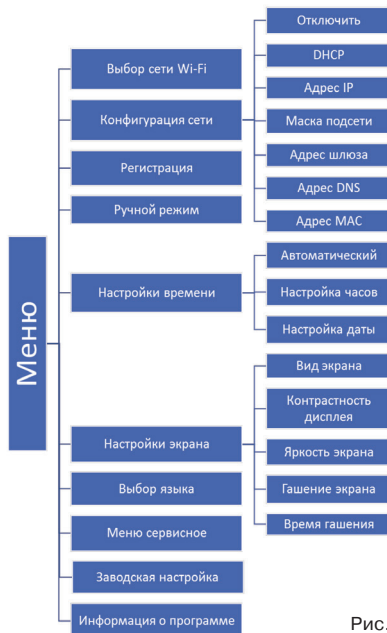 Меню
Выбор сети Wi-Fi
Конфигурация сети
Отключить
DHCP
Адрес IP
Маска подсети
Адрес шлюза
Адрес DNS
Адрес MAC
Регистрация
Ручной режим
Настройки времени
Автоматический
Настройка часов
Настройка даты
Настройки экрана
Вид экрана
Контрастность
дисплея
Яркость экрана
Гашение экрана
Время гашения
Выбор языка
Меню сервисное
Заводская настройка
Информация о программе
Рис.